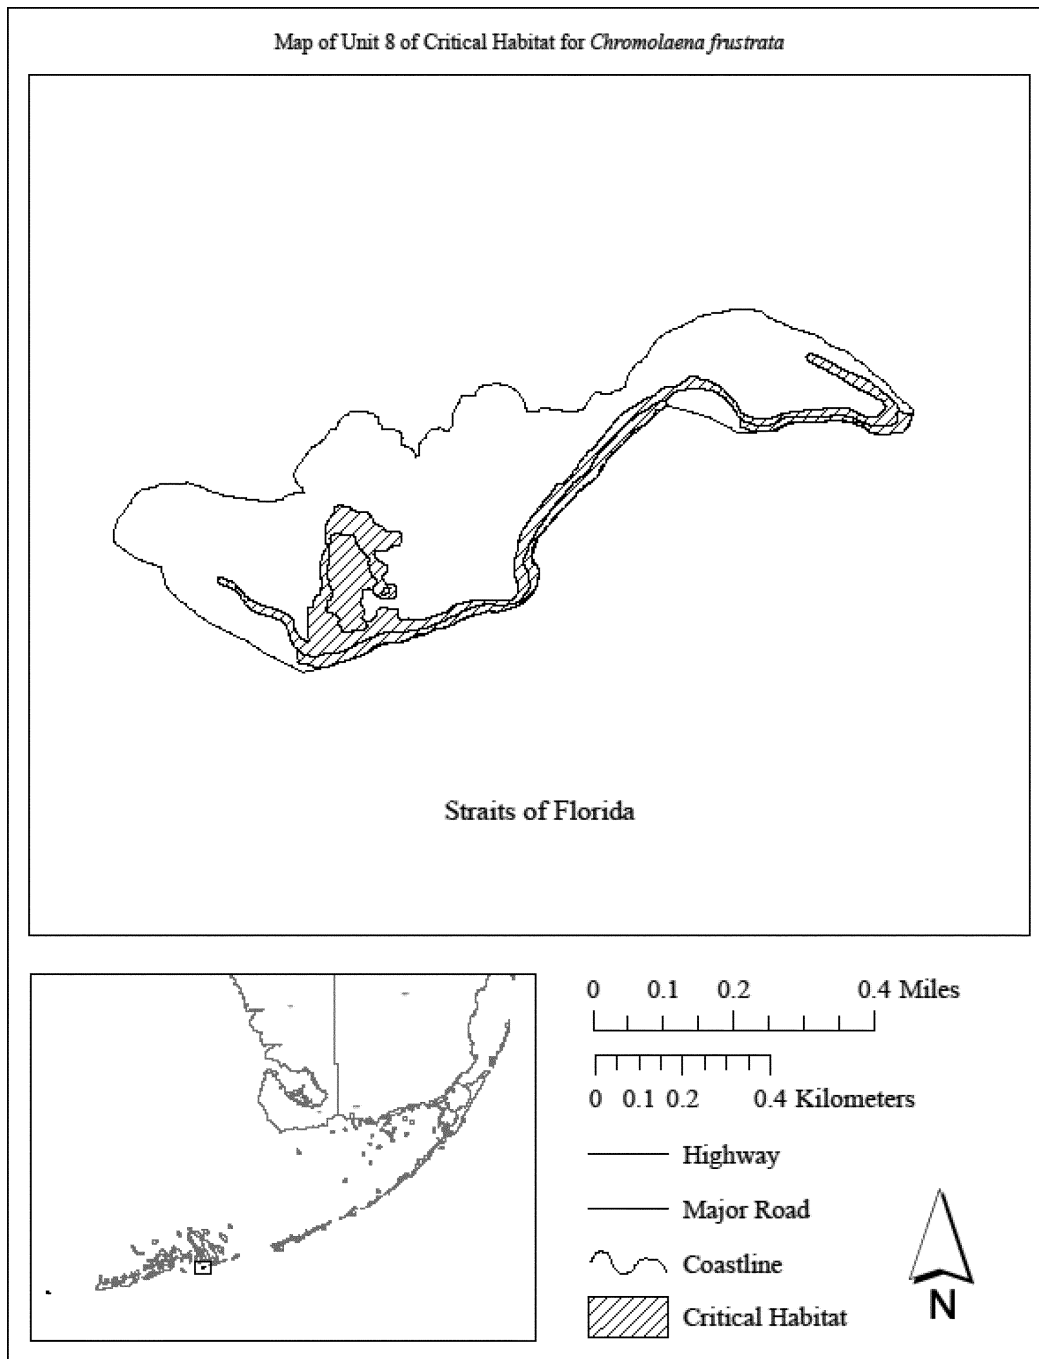 Map of Unit 8 of Critical Habitat for Chromolaena frustrata
Straits of Florida
0 0.1 0.2 0.4 Miles
0 0.1 0.2 0.4 Kilometers
Highway
Major Road
Coastline
Critical Habitat
N